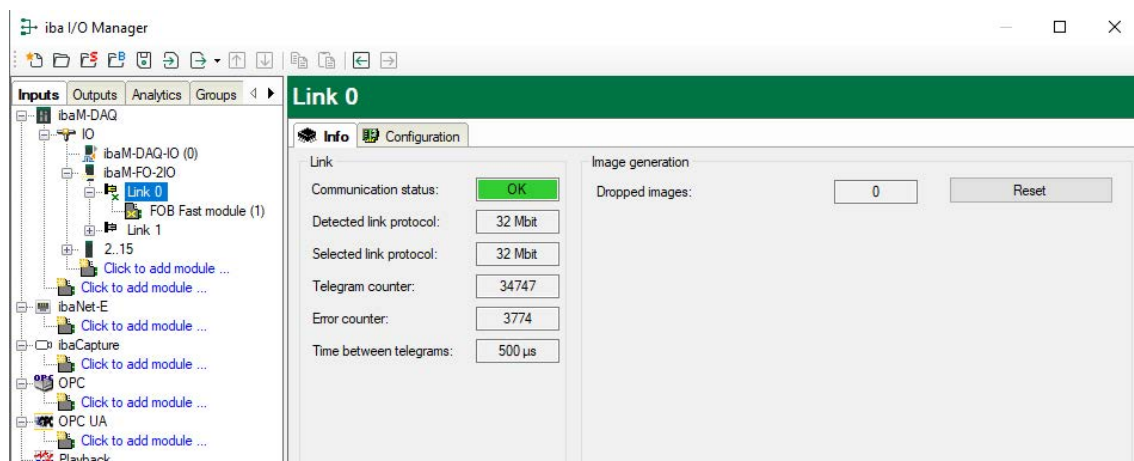 iba I/O Manager
Inputs Outputs Analytics Groups
ibaM-DAQ
IO
ibaM-DAQ-IO (0)
ibaM-FO-2IO
Link 0
FOB Fast module (1)
Link 1
2..15
Click to add module ...
Click to add module ...
ibaNet-E
Click to add module ...
ibaCapture
Click to add module ...
OPC
Click to add module ...
OPC UA
Click to add module ...
Playback
Link 0
Info Configuration
Link
Communication status: OK
Detected link protocol: 32 Mbit
Selected link protocol: 32 Mbit
Telegram counter: 34747
Error counter: 3774
Time between telegrams: 500 µs
Image generation
Dropped images: 0 Reset